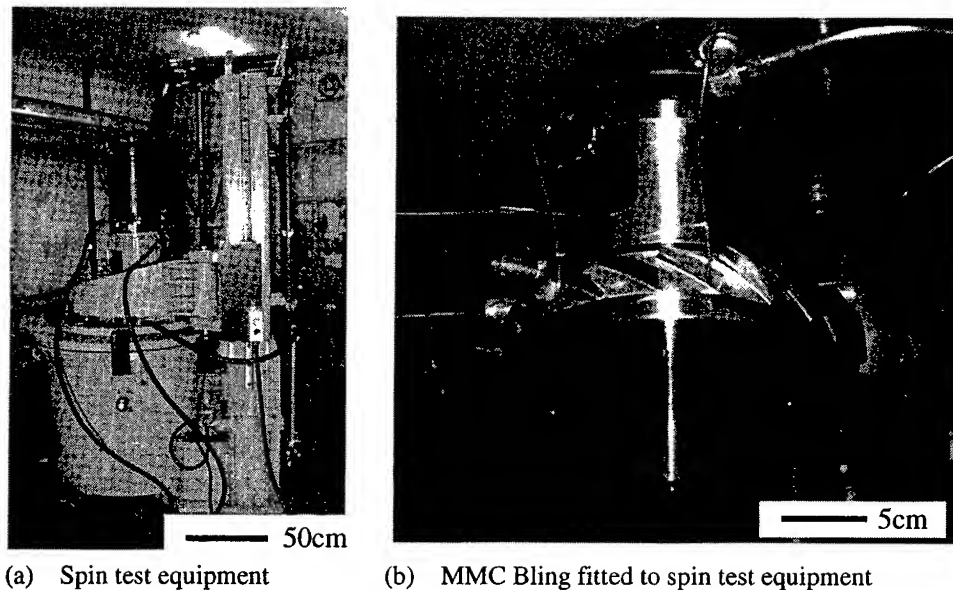 50cm
5cm
(a) Spin test equipment
(b) MMC Bling fitted to spin test equipment